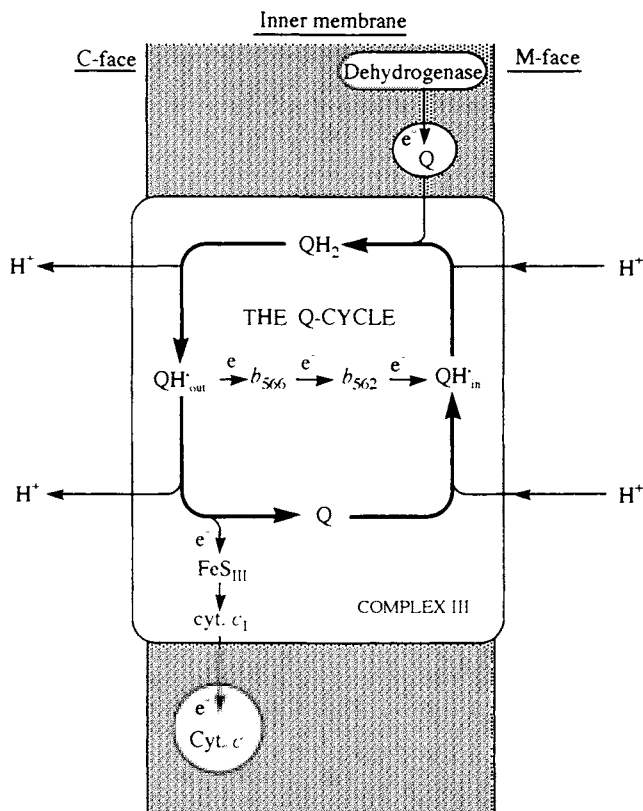 Inner membrane
C-face
M-face
Dehydrogenase
e⁻
Q
QH₂
H⁺
H⁺
THE Q-CYCLE
QH·out e b₅₆₆ e⁻ b₅₆₂ e⁻ QH·in
H⁺
H⁺
Q
e⁻
FeS_III
cyt. c₁
COMPLEX III
e⁻
Cyt. c